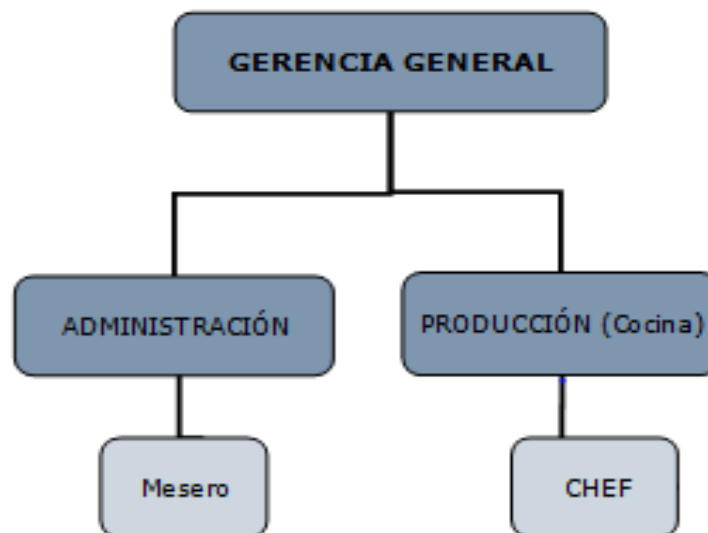 GERENCIA GENERAL
ADMINISTRACIÓN
PRODUCCIÓN (Cocina)
Mesero
CHEF